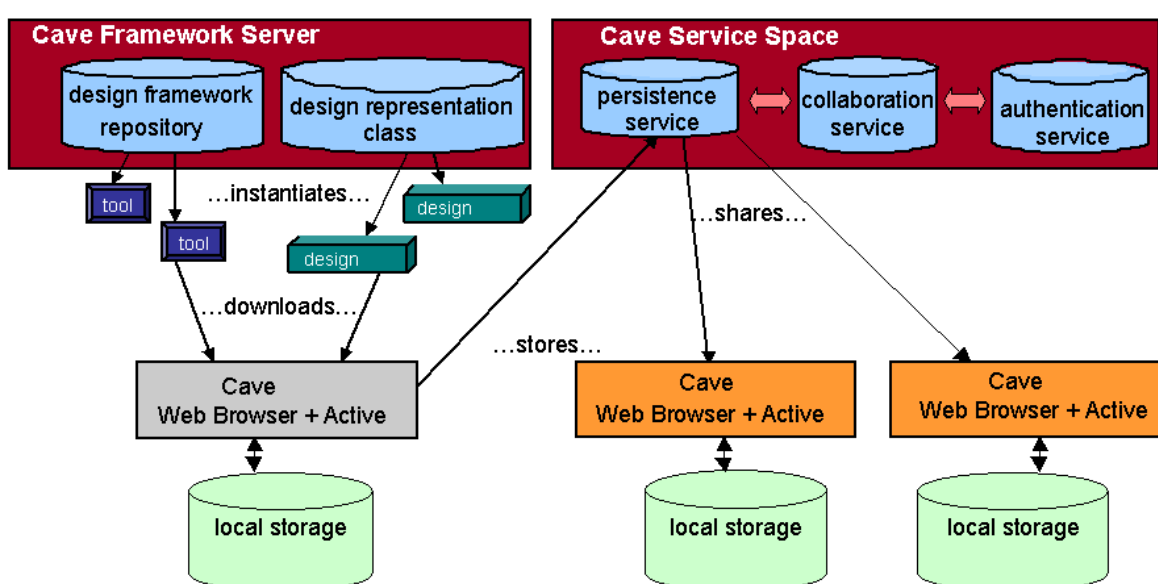 Cave Framework Server
design framework
repository
design representation
class
Cave Service Space
persistence
service
collaboration
service
authentication
service
tool
…instantiates…
design
tool
design
…shares…
…downloads…
…stores…
Cave
Web Browser + Active
Cave
Web Browser + Active
Cave
Web Browser + Active
local storage
local storage
local storage